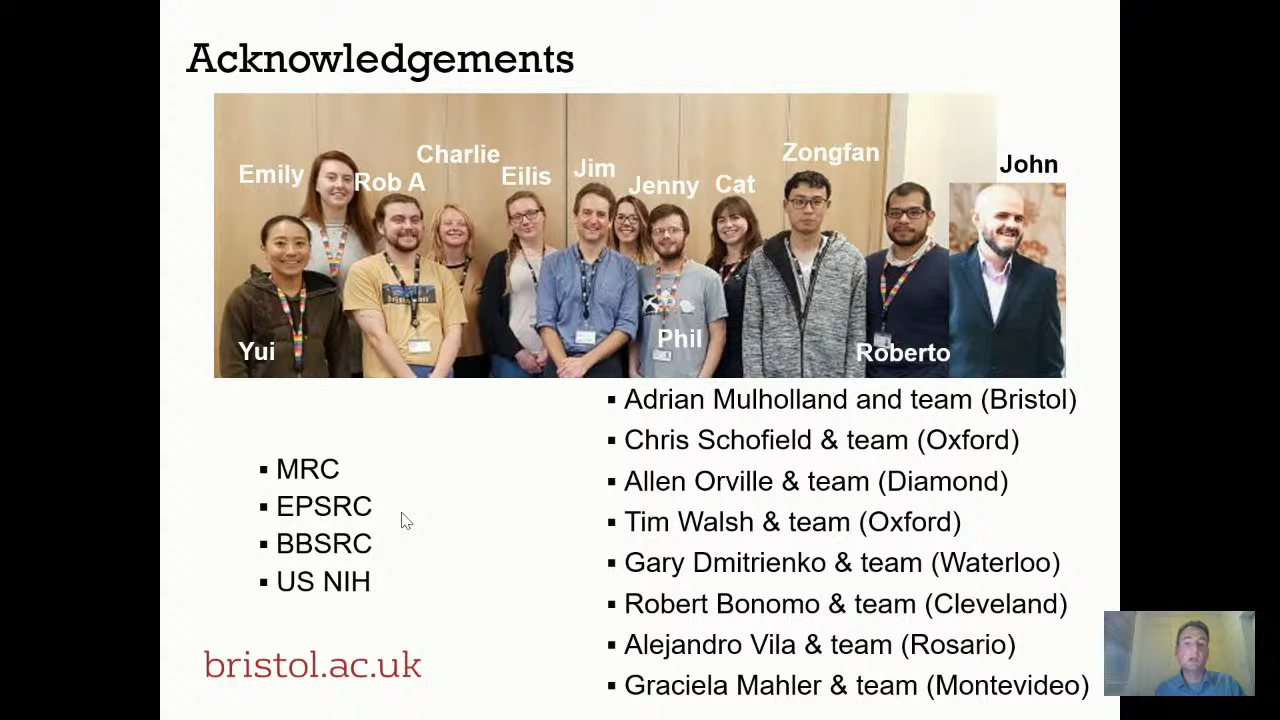 Acknowledgements
Emily
Rob A
Charlie
Eilis
Jim
Jenny
Cat
Zongfan
John
Yui
Phil
Roberto
▪ MRC
▪ EPSRC
▪ BBSRC
▪ US NIH
▪ Adrian Mulholland and team (Bristol)
▪ Chris Schofield & team (Oxford)
▪ Allen Orville & team (Diamond)
▪ Tim Walsh & team (Oxford)
▪ Gary Dmitrienko & team (Waterloo)
▪ Robert Bonomo & team (Cleveland)
▪ Alejandro Vila & team (Rosario)
▪ Graciela Mahler & team (Montevideo)
bristol.ac.uk